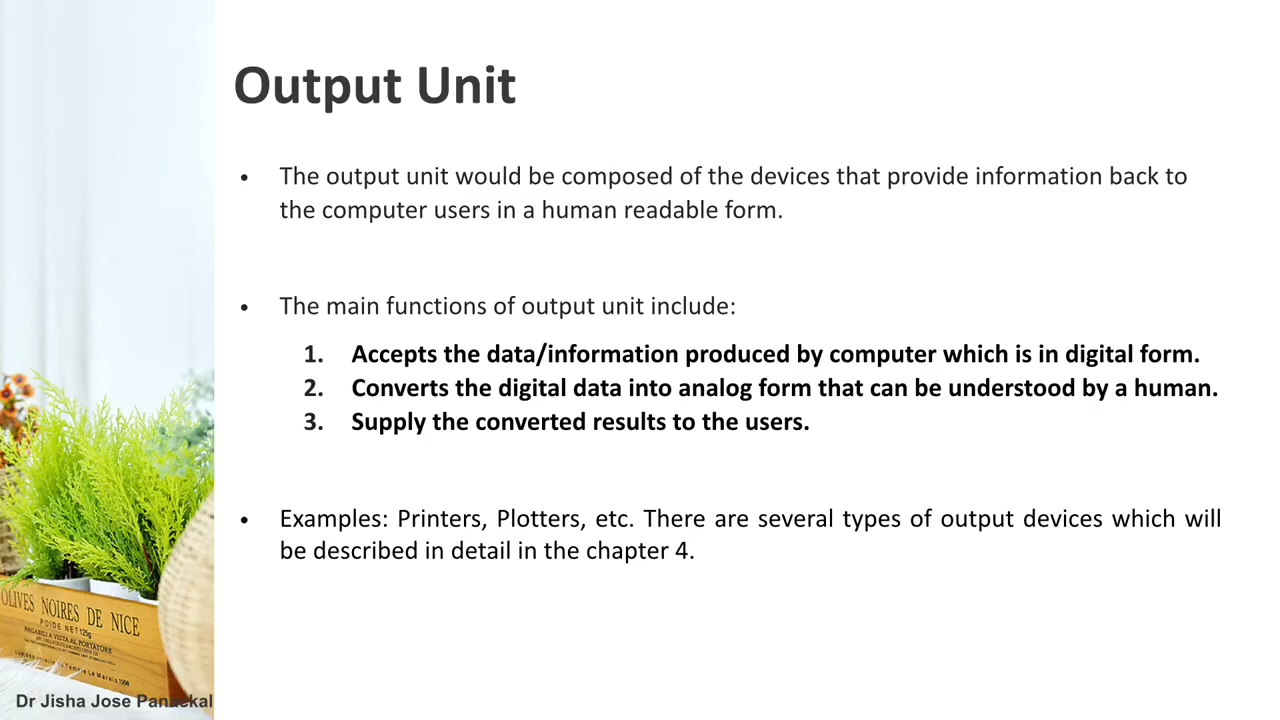 Output Unit
• The output unit would be composed of the devices that provide information back to
the computer users in a human readable form.
• The main functions of output unit include:
1. Accepts the data/information produced by computer which is in digital form.
2. Converts the digital data into analog form that can be understood by a human.
3. Supply the converted results to the users.
• Examples: Printers, Plotters, etc. There are several types of output devices which will
be described in detail in the chapter 4.
OLIVES NOIRES DE NICE
POIDE NET 125g
PAGABILI A VISTA AL PORTATORE
Dr Jisha Jose Panackal